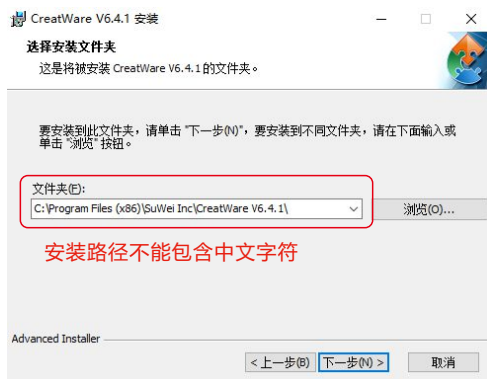 CreatWare V6.4.1 安装
选择安装文件夹
这是将被安装 CreatWare V6.4.1的文件夹。
要安装到此文件夹，请单击 "下一步(N)"，要安装到不同文件夹，请在下面输入或
单击 "浏览" 按钮。
文件夹(F):
C:\Program Files (x86)\SuWei Inc\CreatWare V6.4.1\
浏览(O)...
安装路径不能包含中文字符
Advanced Installer
< 上一步(B) 下一步(N) > 取消